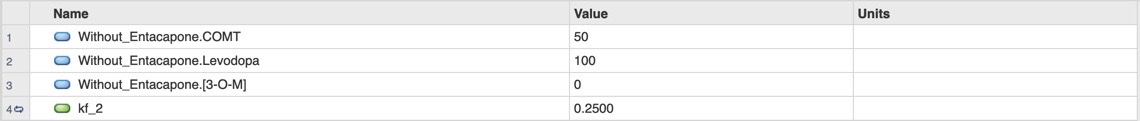 Name Value Units
1 Without_Entacapone.COMT 50
2 Without_Entacapone.Levodopa 100
3 Without_Entacapone.[3-O-M] 0
4 kf_2 0.2500